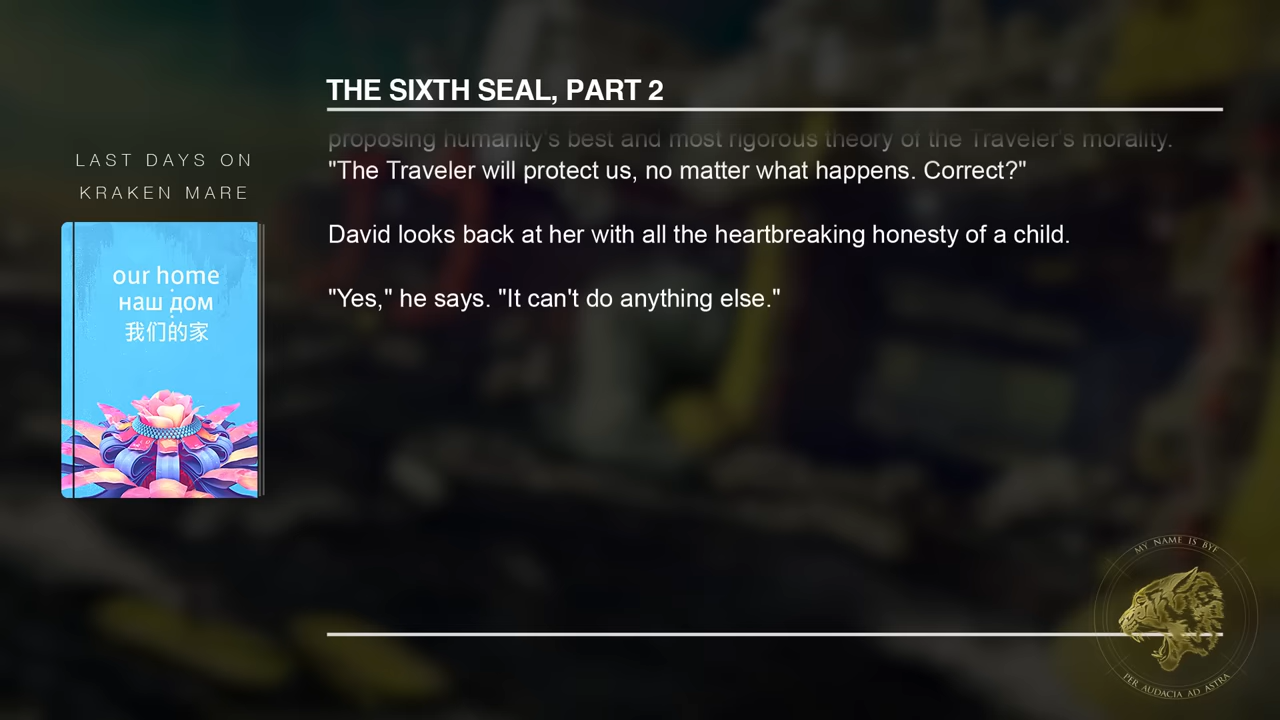 THE SIXTH SEAL, PART 2
proposing humanity's best and most rigorous theory of the Traveler's morality.
"The Traveler will protect us, no matter what happens. Correct?"
David looks back at her with all the heartbreaking honesty of a child.
"Yes," he says. "It can't do anything else."
LAST DAYS ON
KRAKEN MARE
our home
наш дом
我们的家
MY NAME IS BYF
PER AUDACIA AD ASTRA